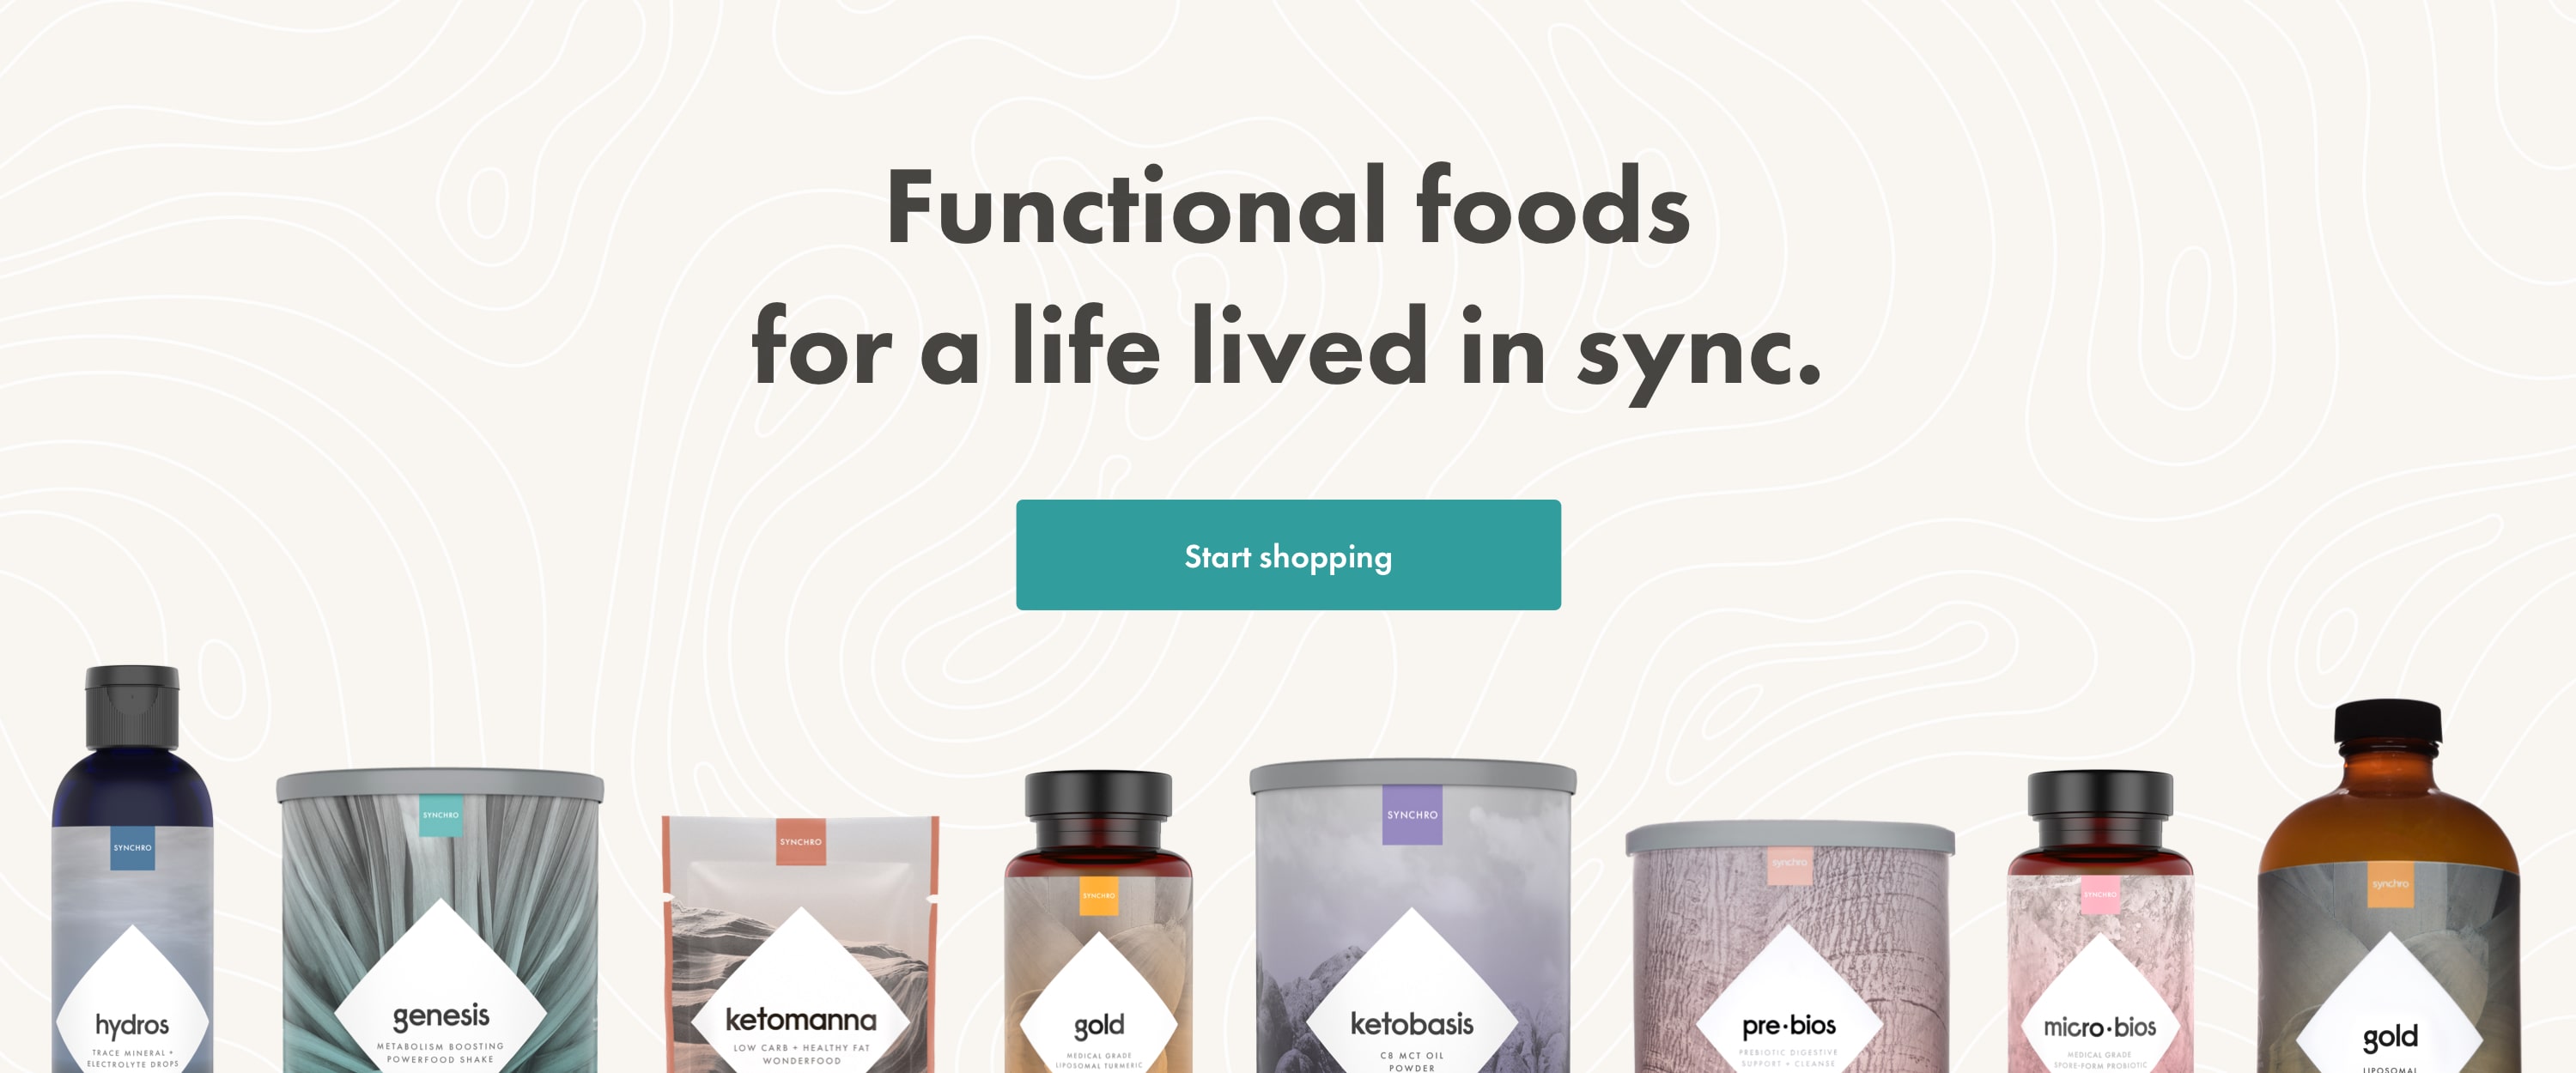 Functional foods
for a life lived in sync.
Start shopping
SYNCHRO
hydros
TRACE MINERAL +
ELECTROLYTE DROPS
SYNCHRO
genesis
METABOLISM BOOSTING
POWERFOOD SHAKE
SYNCHRO
ketomanna
LOW CARB + HEALTHY FAT
WONDERFOOD
SYNCHRO
gold
MEDICAL GRADE
LIPOSOMAL TURMERIC
SYNCHRO
ketobasis
C8 MCT OIL
POWDER
synchro
pre•bios
PREBIOTIC DIGESTIVE
SUPPORT + CLEANSE
SYNCHRO
micro•bios
MEDICAL GRADE
SPORE-FORM PROBIOTIC
synchro
gold
LIPOSOMAL